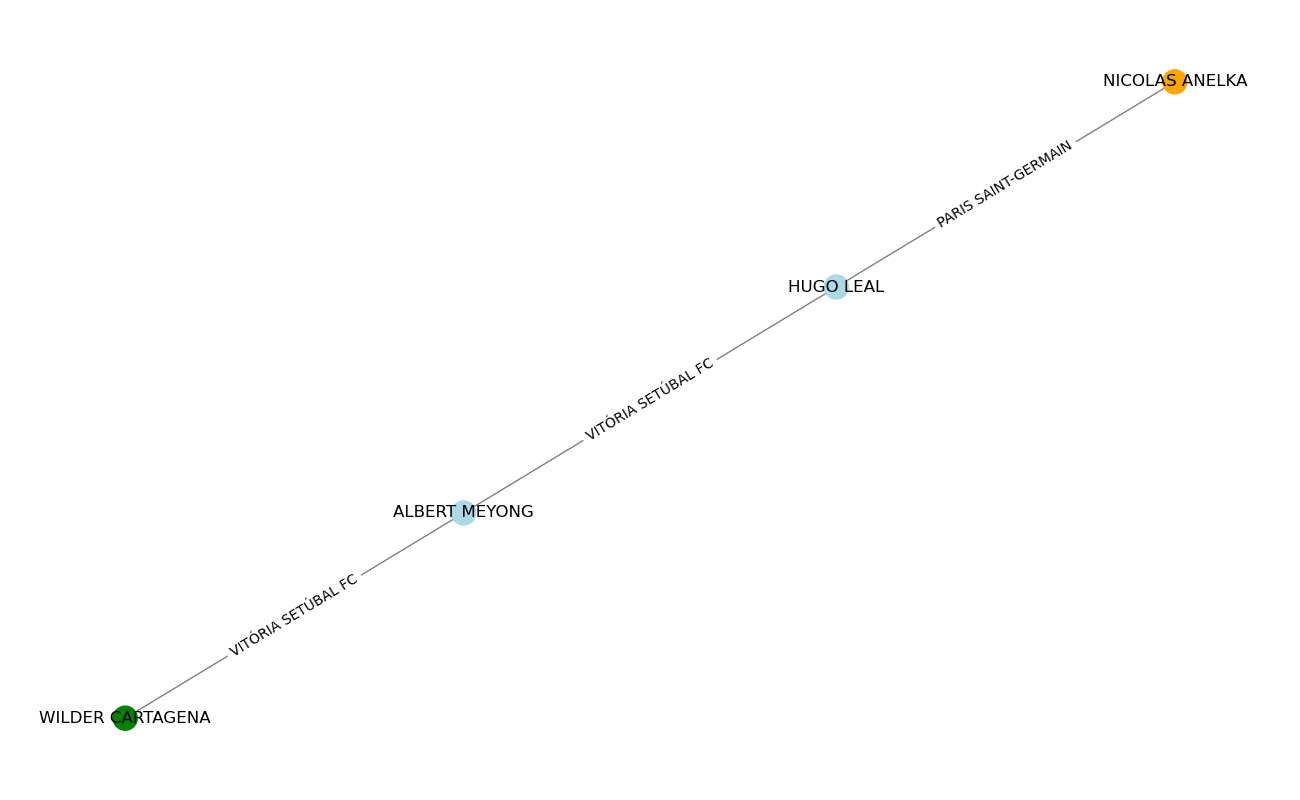 NICOLAS ANELKA
PARIS SAINT-GERMAIN
HUGO LEAL
VITÓRIA SETÚBAL FC
ALBERT MEYONG
VITÓRIA SETÚBAL FC
WILDER CARTAGENA